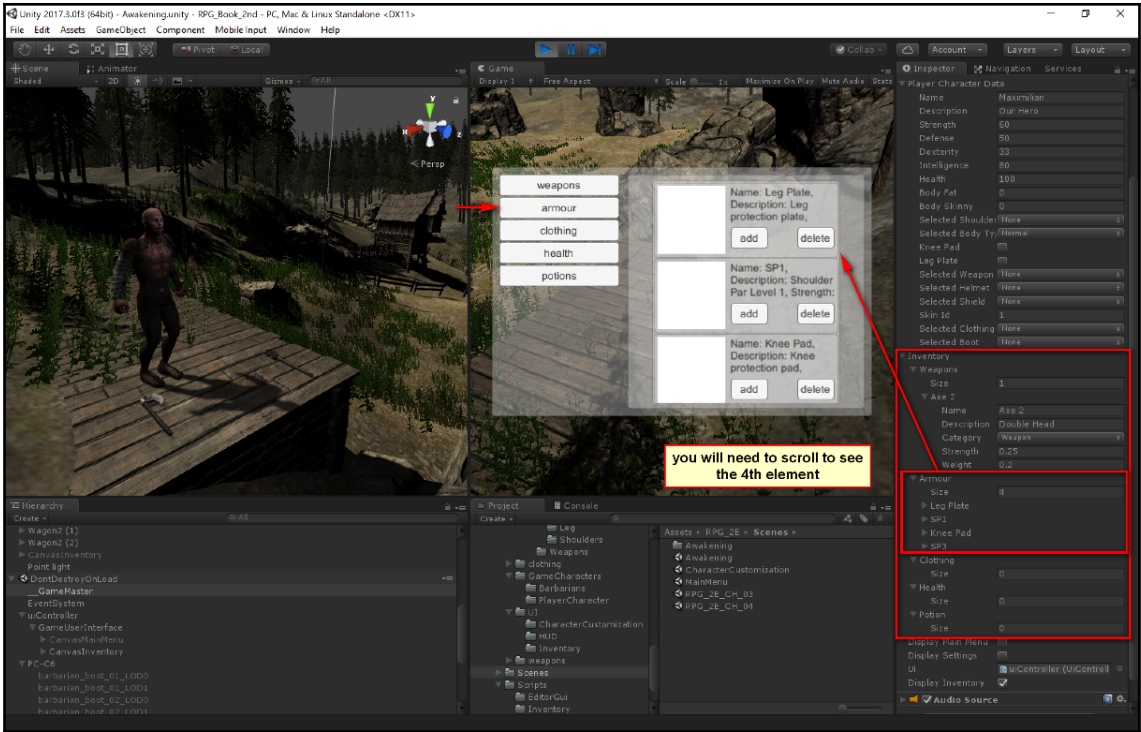 Unity 2017.3.0f3 (64bit) - Awakening.unity - RPG_Book_2nd - PC, Mac & Linux Standalone <DX11>
File Edit Assets GameObject Component Mobile Input Window Help
Pivot Local Collab Account Layers Layout
Scene Animator
Shaded 2D Gizmos All
y
x
z
Persp
Game
Display 1 Free Aspect Scale 1x Maximize On Play Mute Audio Stats
weapons
armour
clothing
health
potions
Name: Leg Plate,
Description: Leg
protection plate,
add delete
Name: SP1,
Description: Shoulder
Par Level 1, Strength:
add delete
Name: Knee Pad,
Description: Knee
protection pad,
add delete
you will need to scroll to see
the 4th element
Inspector Navigation Services
Player Character Data
Name Maximilian
Description Our Hero
Strength 60
Defense 50
Dexterity 33
Intelligence 80
Health 100
Body Fat 0
Body Skinny 0
Selected Shoulder None
Selected Body Ty Normal
Knee Pad
Leg Plate
Selected Weapon None
Selected Helmet None
Selected Shield None
Skin Id 1
Selected Clothing None
Selected Boot None
Inventory
Weapons
Size 1
Axe 2
Name Axe 2
Description Double Head
Category Weapon
Strength 0.25
Weight 0.2
Armour
Size 4
Leg Plate
SP1
Knee Pad
SP3
Clothing
Size 0
Health
Size 0
Potion
Size 0
Display Main Menu
Display Settings
Ui uiController (UiControll
Display Inventory
Audio Source
Hierarchy
Create All
Wagon2 (1)
Wagon2 (2)
CanvasInventory
Point light
DontDestroyOnLoad
__GameMaster
EventSystem
uiController
GameUserInterface
CanvasMainMenu
CanvasInventory
PC-C6
barbarian_boot_01_LOD0
barbarian_boot_01_LOD1
barbarian_boot_02_LOD0
barbarian_boot_02_LOD1
Project Console
Create
Leg
Shoulders
Weapons
clothing
GameCharacters
Barbarians
PlayerCharacter
UI
CharacterCustomization
HUD
Inventory
weapons
Scenes
Scripts
EditorGui
Inventory
Assets RPG_2E Scenes
Awakening
Awakening
CharacterCustomization
MainMenu
RPG_2E_CH_03
RPG_2E_CH_04